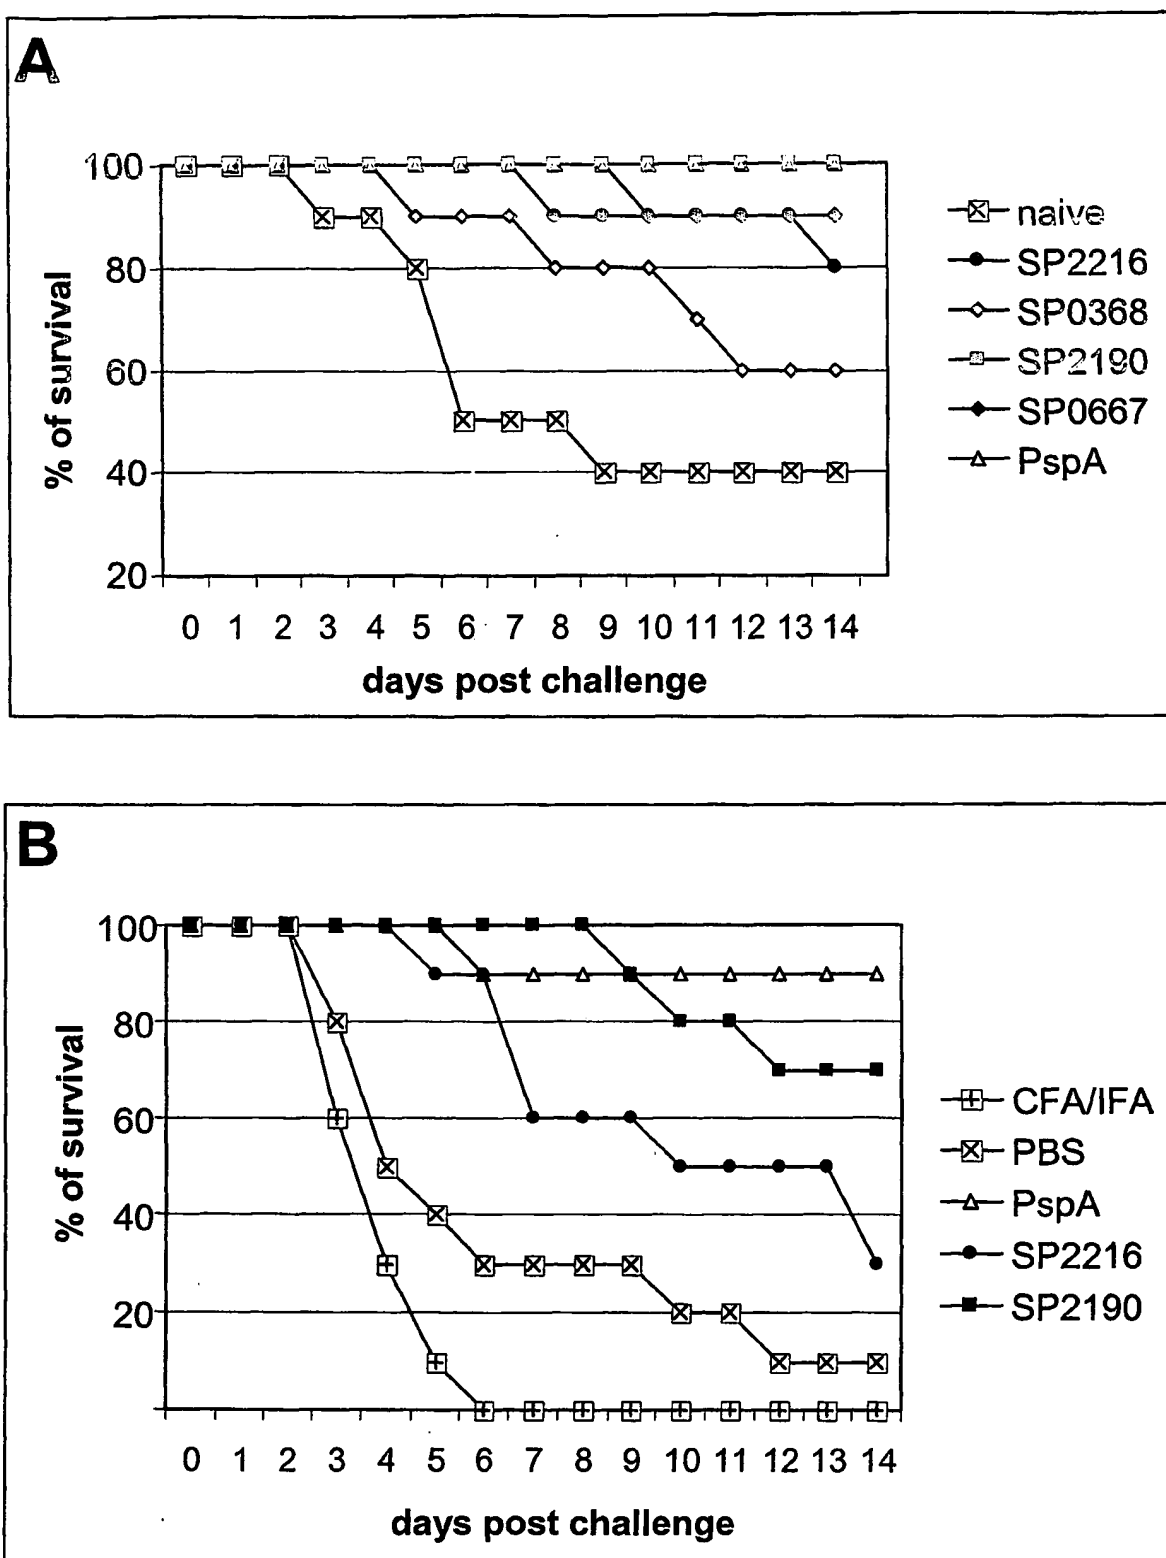 A
100
80
60
40
20
% of survival
0 1 2 3 4 5 6 7 8 9 10 11 12 13 14
days post challenge
naive
SP2216
SP0368
SP2190
SP0667
PspA
B
100
80
60
40
20
% of survival
0 1 2 3 4 5 6 7 8 9 10 11 12 13 14
days post challenge
CFA/IFA
PBS
PspA
SP2216
SP2190